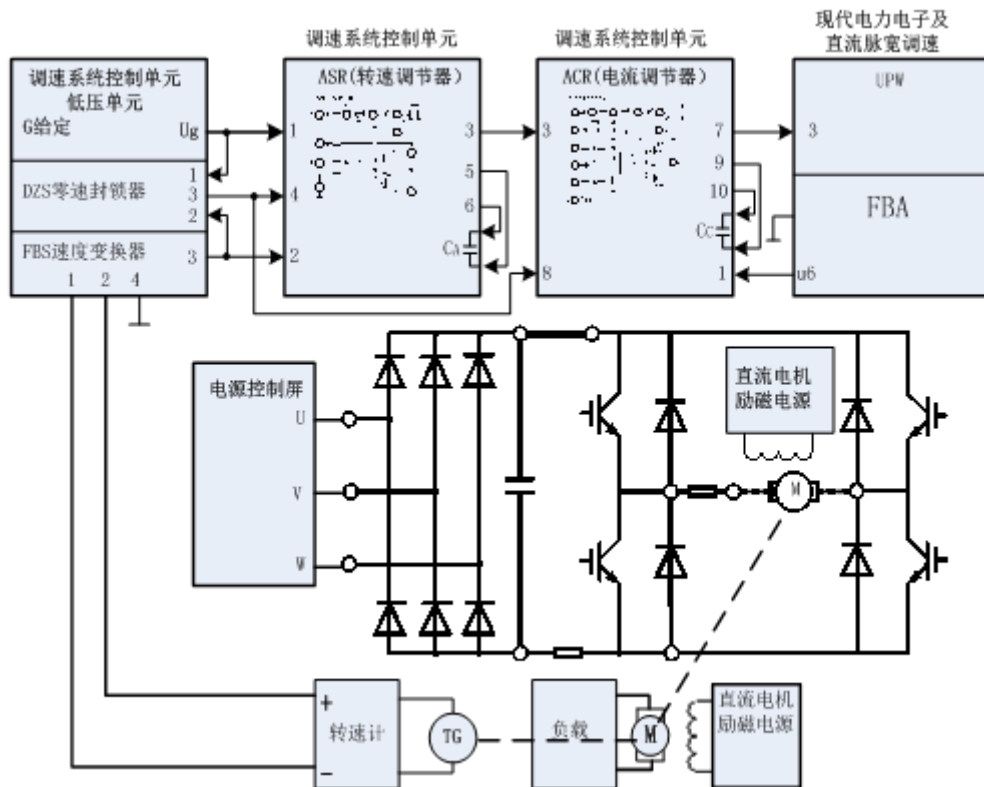 现代电力电子及
直流脉宽调速
调速系统控制单元
调速系统控制单元
调速系统控制单元
低压单元
G给定
Ug
1
DZS零速封锁器
3
2
FBS速度变换器
3
1 2 4
ASR(转速调节器)
1
3
5
4
6
CA
2
ACR(电流调节器)
3
7
9
10
Cc
8
1
UPW
3
FBA
u6
电源控制屏
U
V
W
直流电机
励磁电源
M
+
转速计
-
TG
负载
M
直流电机
励磁电源